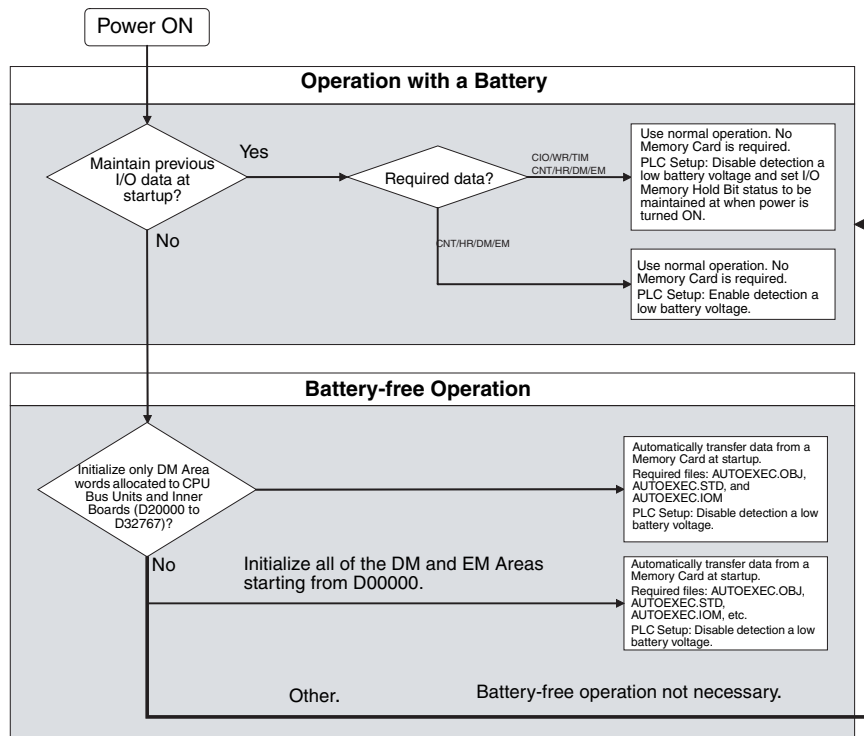 Power ON
Operation with a Battery
Maintain previous
I/O data at
startup?
Yes
No
Required data?
CIO/WR/TIM
CNT/HR/DM/EM
CNT/HR/DM/EM
Use normal operation. No
Memory Card is required.
PLC Setup: Disable detection a
low battery voltage and set I/O
Memory Hold Bit status to be
maintained at when power is
turned ON.
Use normal operation. No
Memory Card is required.
PLC Setup: Enable detection a
low battery voltage.
Battery-free Operation
Initialize only DM Area
words allocated to CPU
Bus Units and Inner
Boards (D20000 to
D32767)?
Automatically transfer data from a
Memory Card at startup.
Required files: AUTOEXEC.OBJ,
AUTOEXEC.STD, and
AUTOEXEC.IOM
PLC Setup: Disable detection a low
battery voltage.
No
Initialize all of the DM and EM Areas
starting from D00000.
Automatically transfer data from a
Memory Card at startup.
Required files: AUTOEXEC.OBJ,
AUTOEXEC.STD,
AUTOEXEC.IOM, etc.
PLC Setup: Disable detection a low
battery voltage.
Other.
Battery-free operation not necessary.